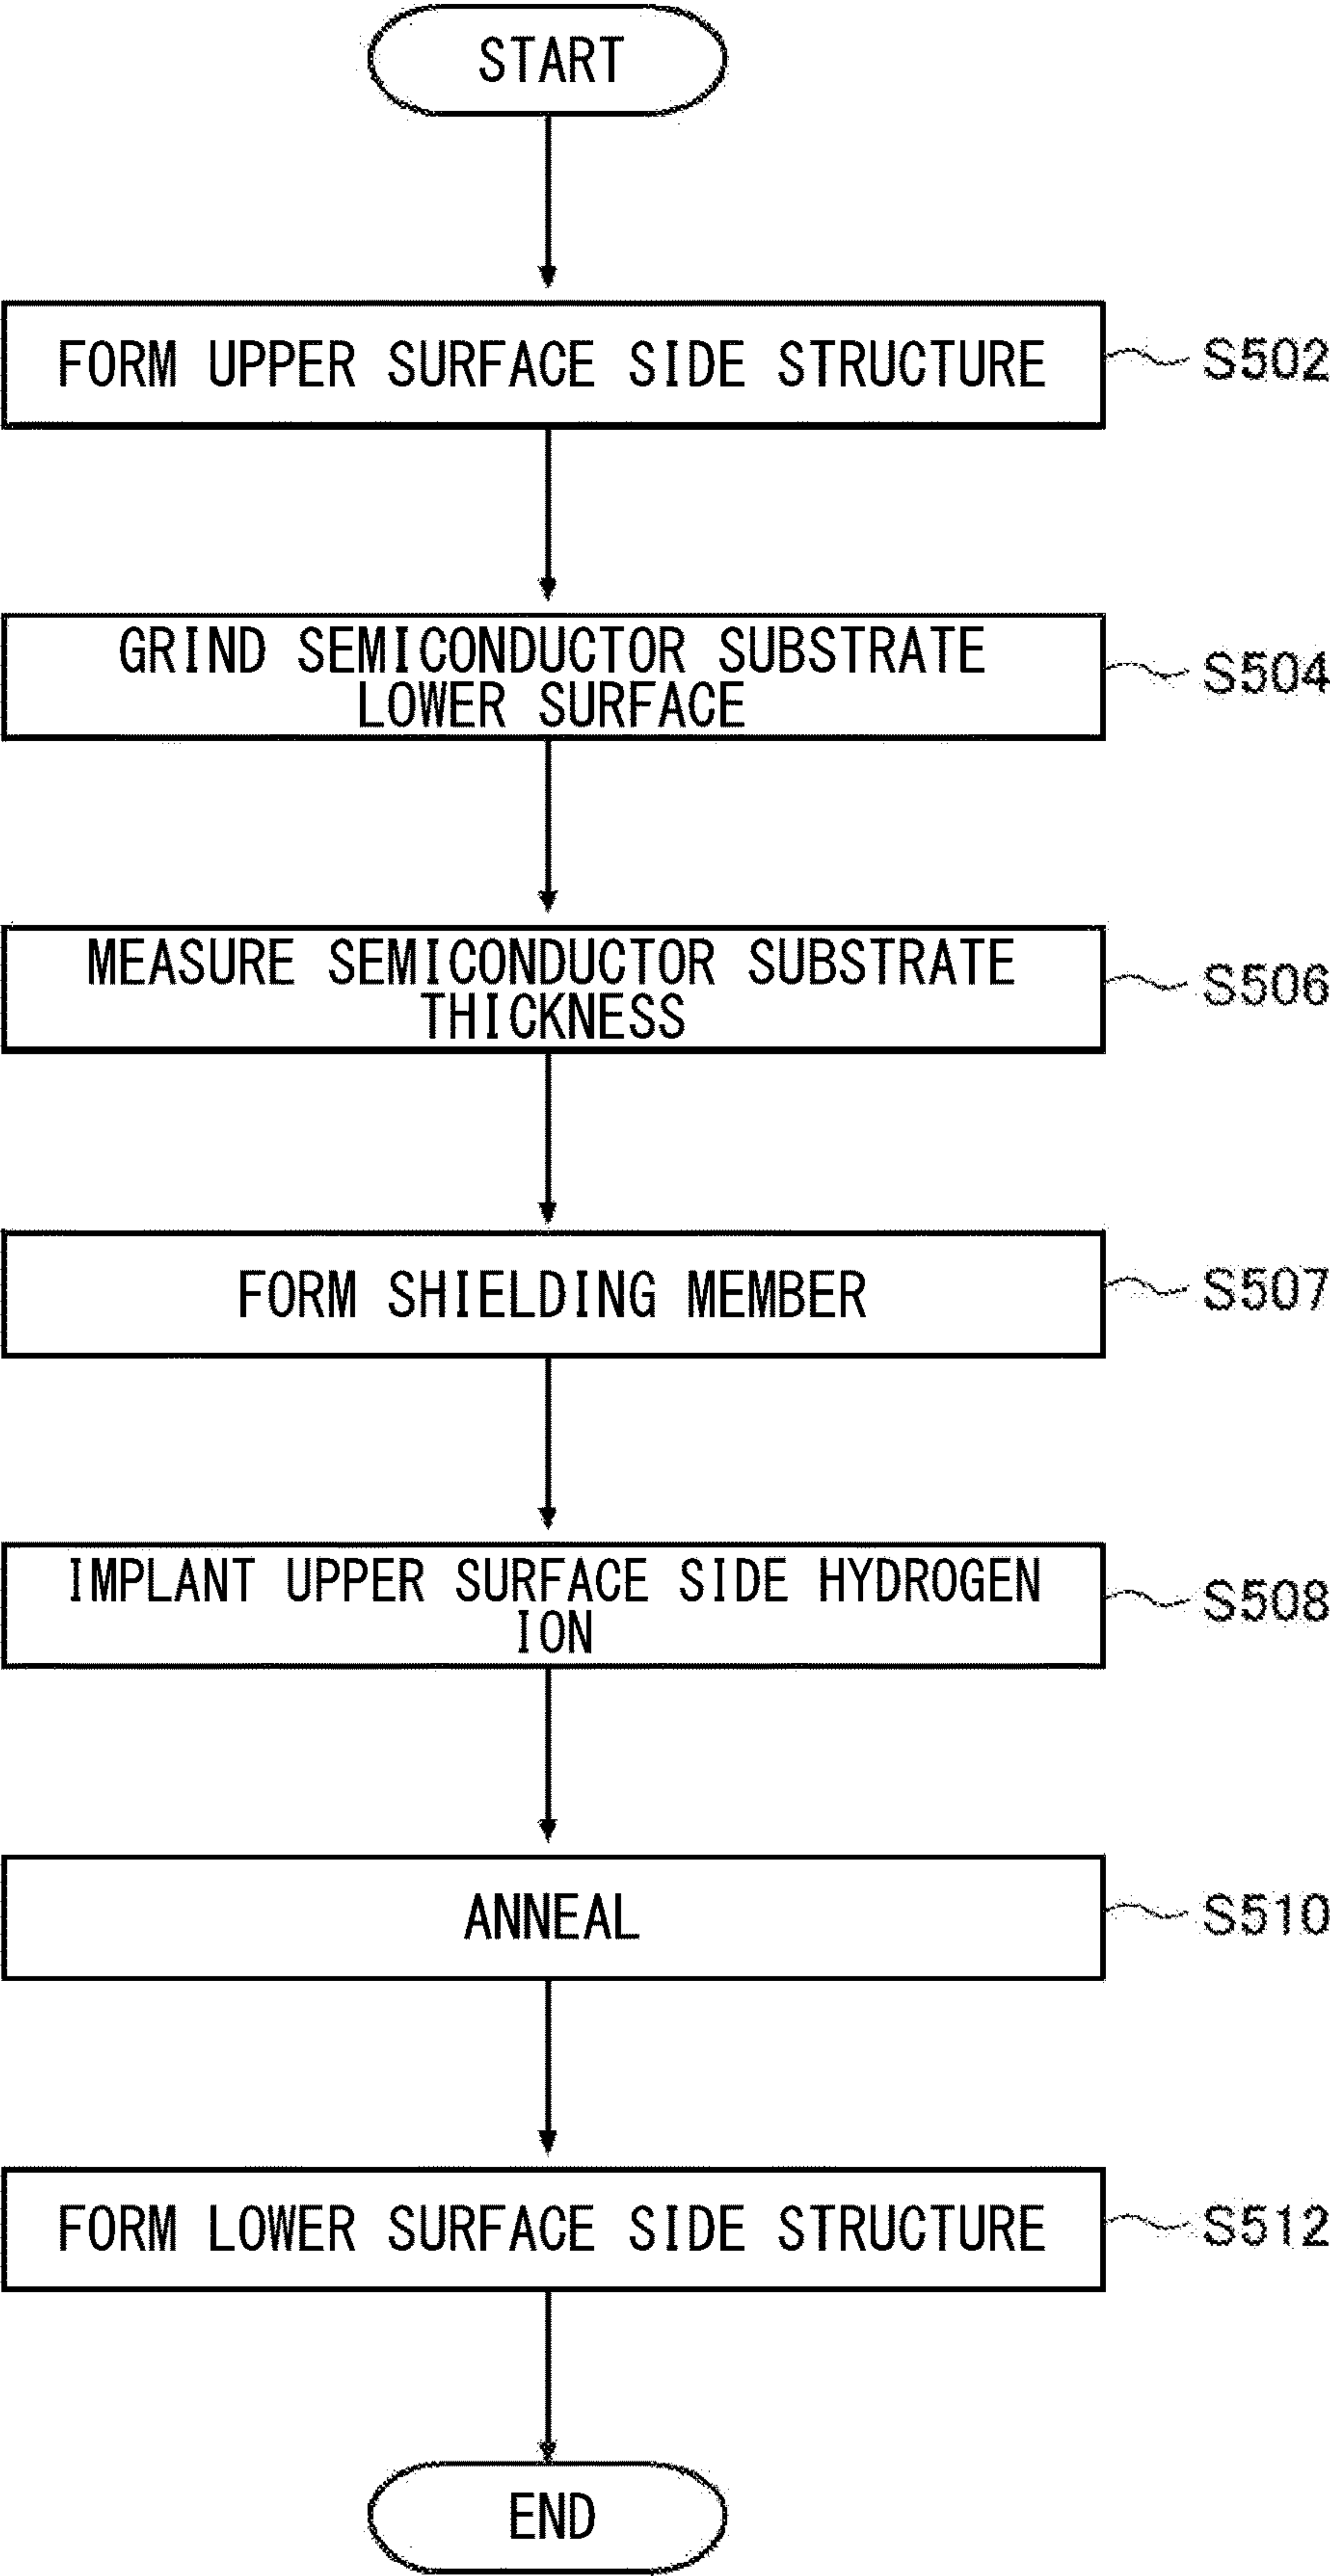 START
FORM UPPER SURFACE SIDE STRUCTURE
S502
GRIND SEMICONDUCTOR SUBSTRATE
LOWER SURFACE
S504
MEASURE SEMICONDUCTOR SUBSTRATE
THICKNESS
S506
FORM SHIELDING MEMBER
S507
IMPLANT UPPER SURFACE SIDE HYDROGEN
ION
S508
ANNEAL
S510
FORM LOWER SURFACE SIDE STRUCTURE
S512
END